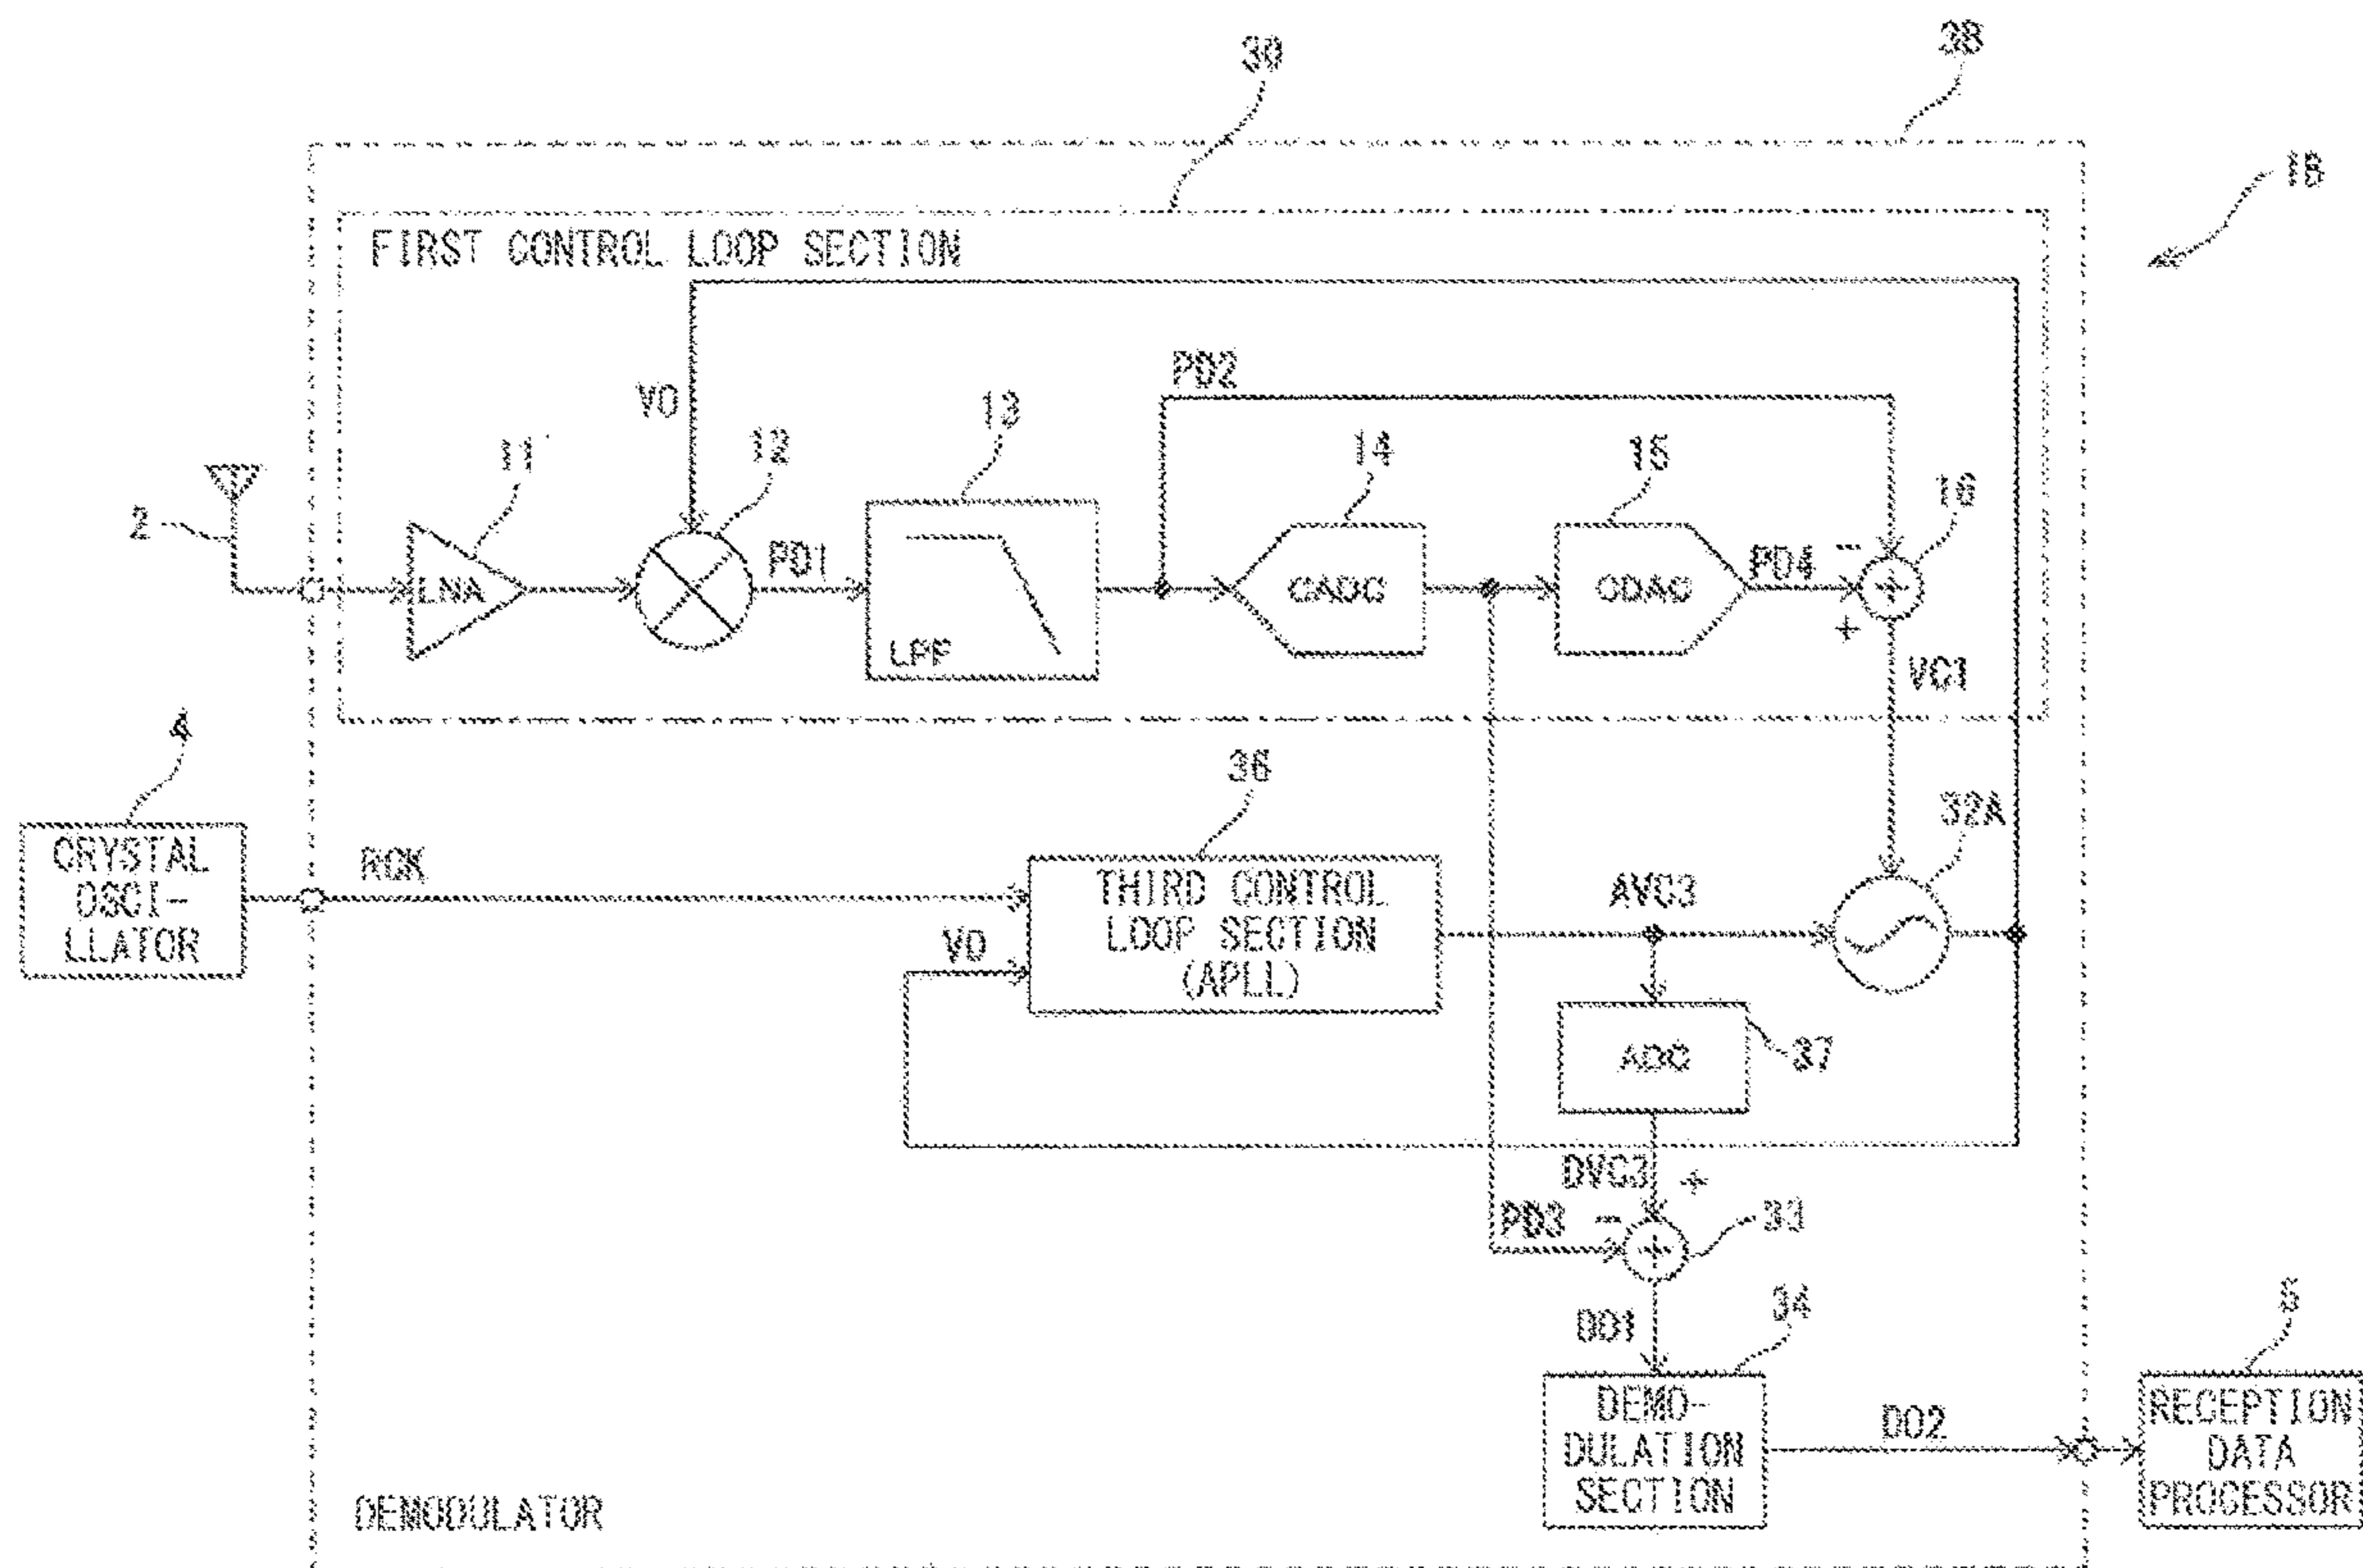 30
38
1B
FIRST CONTROL LOOP SECTION
PD2
VO
13
11
12
14
15
16
2
PD1
PD4
-
LNA
CADC
CDAC
+
+
LPF
VC1
4
36
32A
CRYSTAL
OSCI-
LLATOR
RCK
THIRD CONTROL
LOOP SECTION
(APLL)
AVC3
VO
ADC
37
DVC3
+
PD3
-
33
+
34
DO1
DEMO-
DULATION
SECTION
DO2
RECEPTION
DATA
PROCESSOR
DEMODULATOR